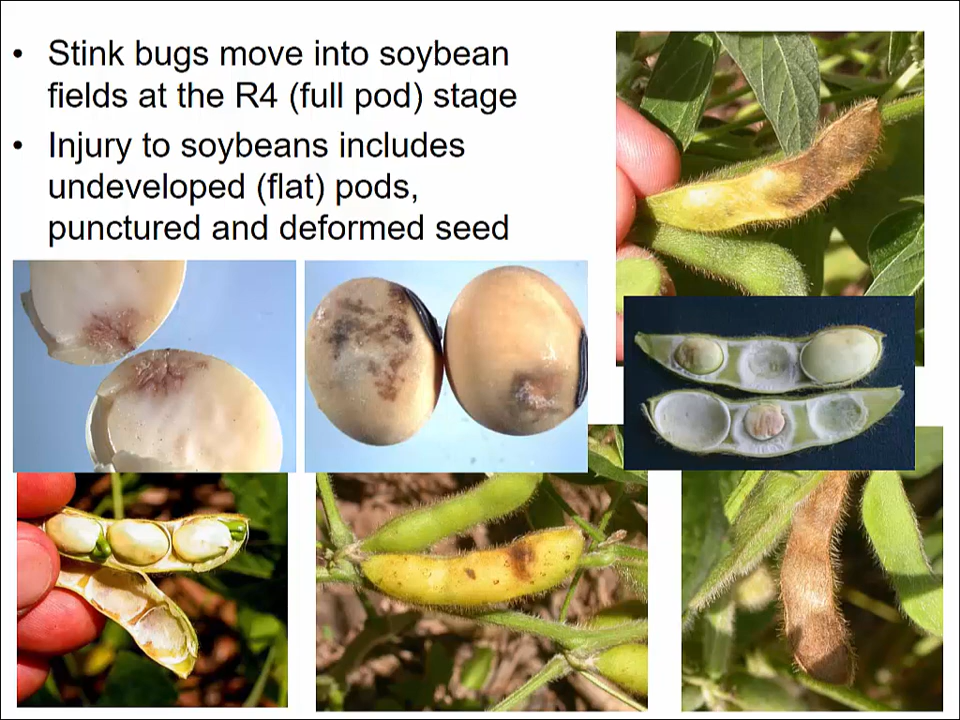 • Stink bugs move into soybean
fields at the R4 (full pod) stage
• Injury to soybeans includes
undeveloped (flat) pods,
punctured and deformed seed